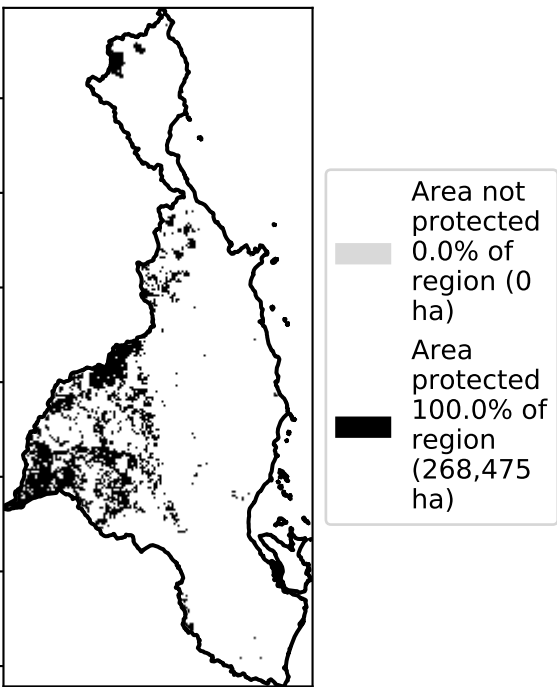 Area not
protected
0.0% of
region (0
ha)
Area
protected
100.0% of
region
(268,475
ha)